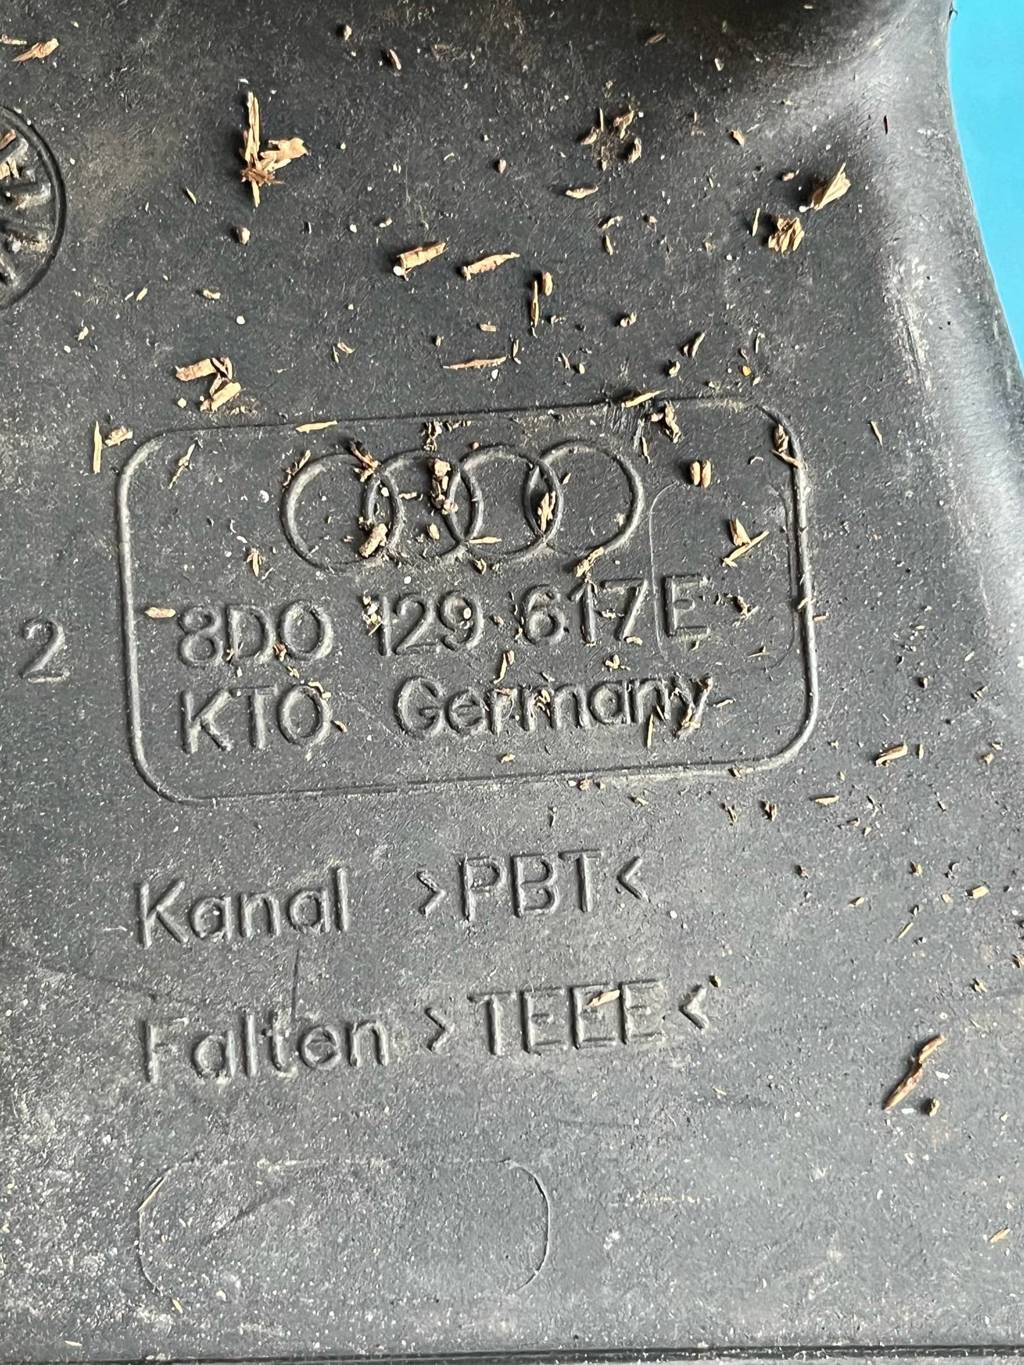 8D0 129 617 E
2
KTO Germany
Kanal >PBT<
Falten >TEEE<